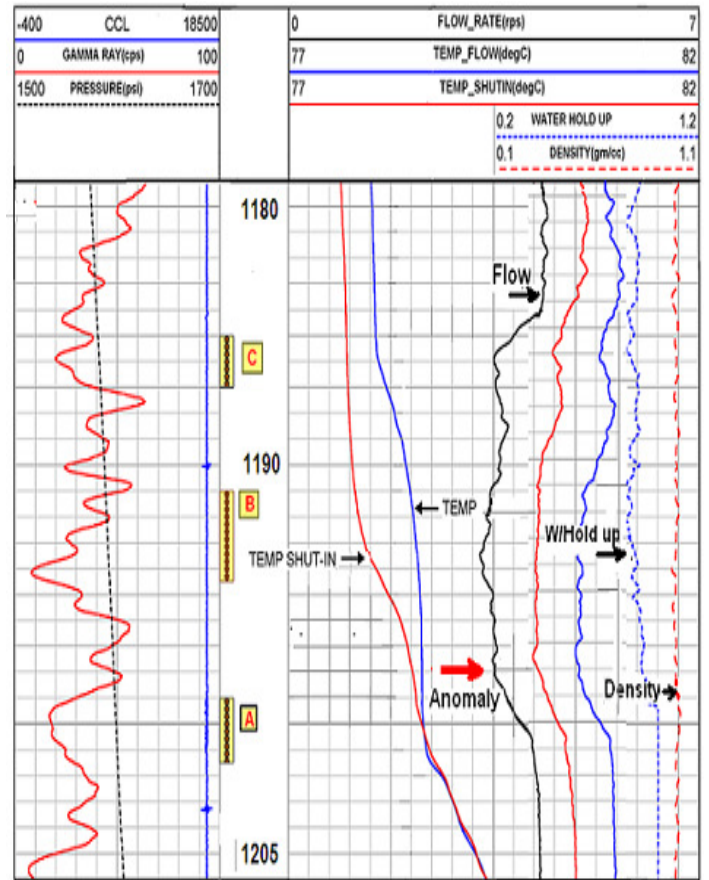 -400 CCL 18500
0 GAMMA RAY(cps) 100
1500 PRESSURE(psi) 1700
0 FLOW_RATE(rps) 7
77 TEMP_FLOW(degC) 82
77 TEMP_SHUTIN(degC) 82
0.2 WATER HOLD UP 1.2
0.1 DENSITY(gm/cc) 1.1
1180
Flow
C
1190
B
TEMP
W/Hold up
TEMP SHUT-IN
Anomaly
Density
A
1205